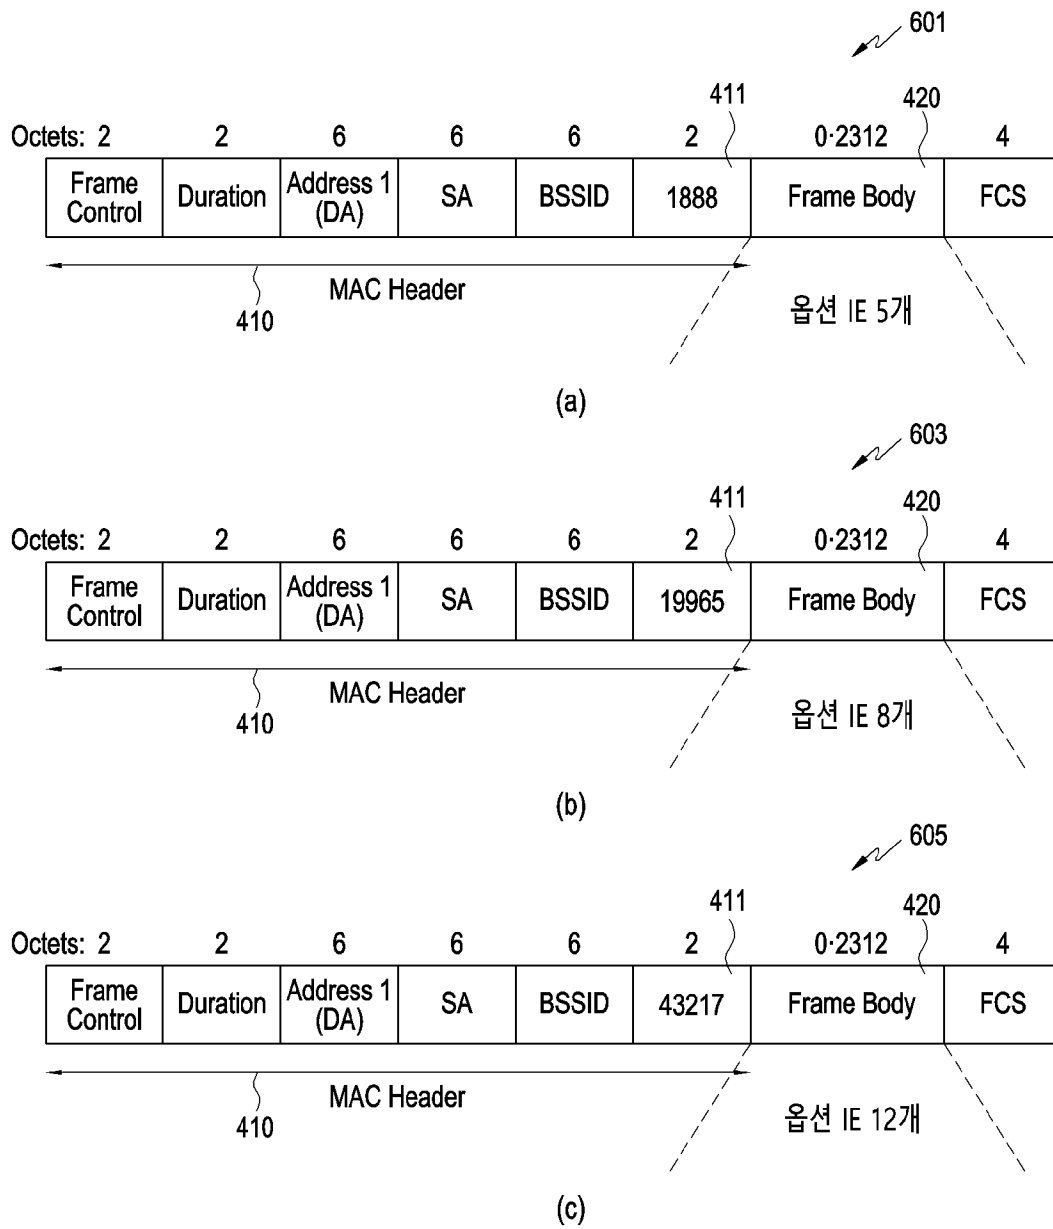 601
411
420
Octets: 2 2 6 6 6 2 0·2312 4
Frame Control Duration Address 1 (DA) SA BSSID 1888 Frame Body FCS
MAC Header
410
옵션 IE 5개
(a)
603
411
420
Octets: 2 2 6 6 6 2 0·2312 4
Frame Control Duration Address 1 (DA) SA BSSID 19965 Frame Body FCS
MAC Header
410
옵션 IE 8개
(b)
605
411
420
Octets: 2 2 6 6 6 2 0·2312 4
Frame Control Duration Address 1 (DA) SA BSSID 43217 Frame Body FCS
MAC Header
410
옵션 IE 12개
(c)